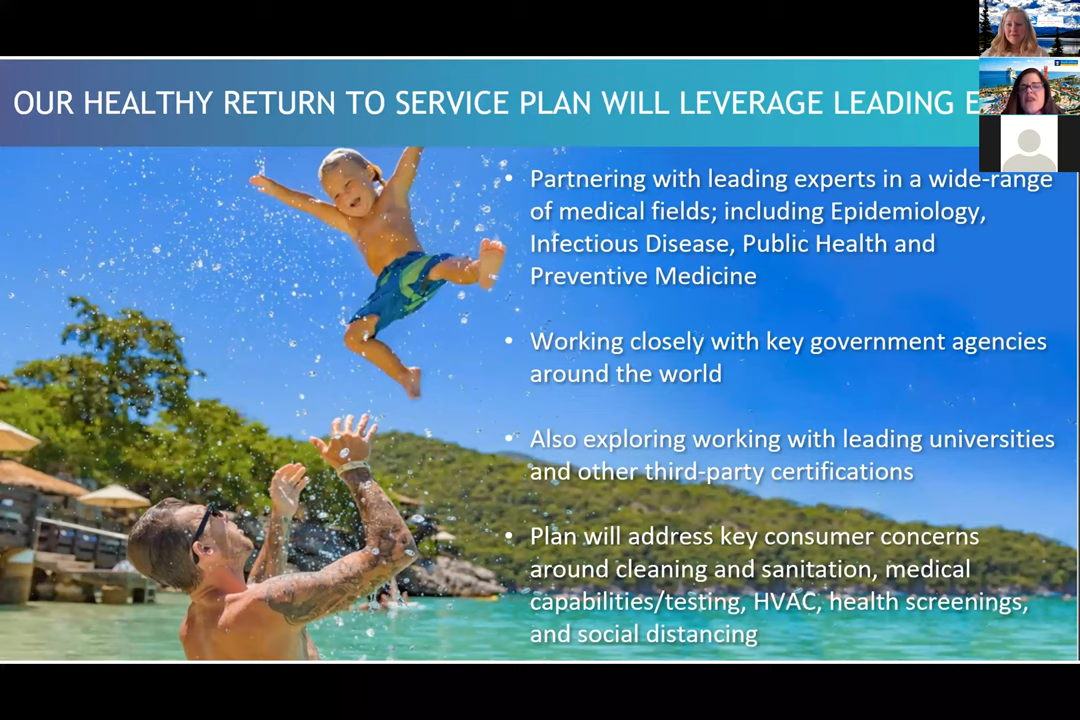 OUR HEALTHY RETURN TO SERVICE PLAN WILL LEVERAGE LEADING
• Partnering with leading experts in a wide-range
of medical fields; including Epidemiology,
Infectious Disease, Public Health and
Preventive Medicine
• Working closely with key government agencies
around the world
• Also exploring working with leading universities
and other third-party certifications
• Plan will address key consumer concerns
around cleaning and sanitation, medical
capabilities/testing, HVAC, health screenings,
and social distancing